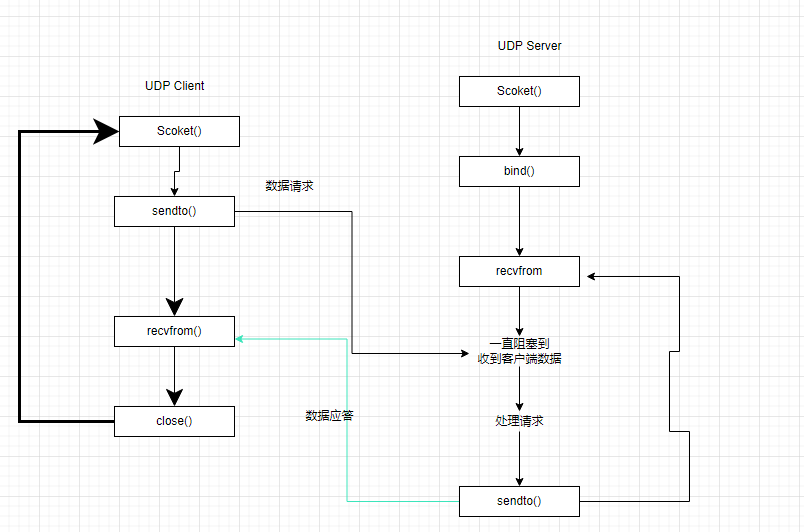 UDP Server
UDP Client
Scoket()
Scoket()
bind()
数据请求
sendto()
recvfrom
recvfrom()
一直阻塞到
收到客户端数据
数据应答
close()
处理请求
sendto()